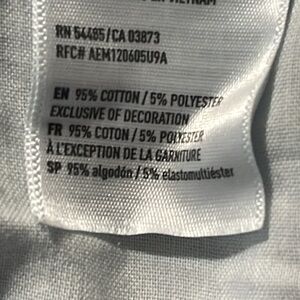 VIETNAM
RN 54485/CA 03873
RFC# AEM120605U9A
EN 95% COTTON / 5% POLYESTER
EXCLUSIVE OF DECORATION
FR 95% COTON / 5% POLYESTER
À L'EXCEPTION DE LA GARNITURE
SP 95% algodón / 5% elastomultiéster